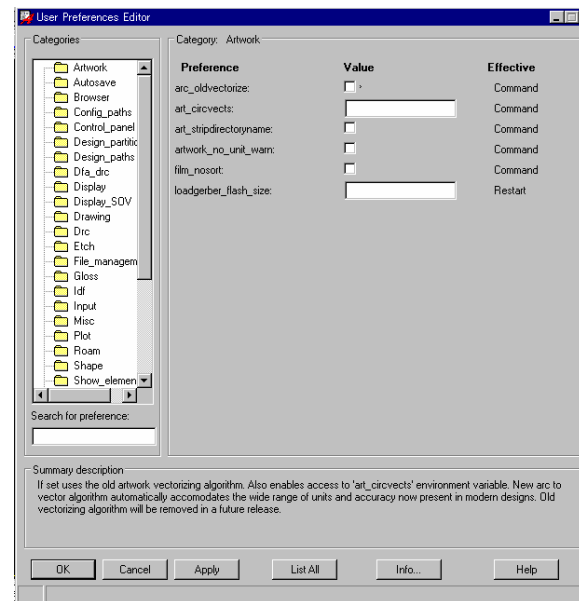 User Preferences Editor
Categories
Artwork
Autosave
Browser
Config_paths
Control_panel
Design_partitic
Design_paths
Dfa_drc
Display
Display_SOV
Drawing
Drc
Etch
File_managem
Gloss
Idf
Input
Misc
Plot
Roam
Shape
Show_elemen
Search for preference:
Category: Artwork
Preference Value Effective
arc_oldvectorize: Command
art_circvects: Command
art_stripdirectoryname: Command
artwork_no_unit_warn: Command
film_nosort: Command
loadgerber_flash_size: Restart
Summary description
If set uses the old artwork vectorizing algorithm. Also enables access to 'art_circvects' environment variable. New arc to
vector algorithm automatically accomodates the wide range of units and accuracy now present in modern designs. Old
vectorizing algorithm will be removed in a future release.
OK Cancel Apply List All Info... Help